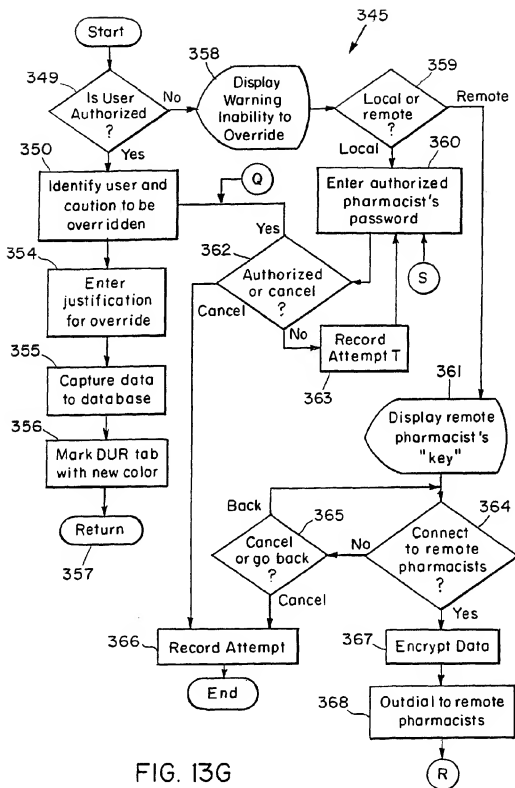 Start
345
349
358
359
Is User
Authorized
?
No
Yes
Display
Warning
Inability to
Override
Local or
remote
?
Remote
Local
350
360
Identify user and
caution to be
overridden
Q
Enter authorized
pharmacist's
password
354
362
Yes
Enter
justification
for override
Authorized
or cancel
?
Cancel
No
S
355
Record
Attempt T
363
361
Capture data
to database
356
Display remote
pharmacist's
"key"
Mark DUR tab
with new color
Back
365
364
Return
357
Cancel
or go back
?
No
Connect
to remote
pharmacists
?
Cancel
Yes
366
Record Attempt
367
Encrypt Data
End
368
Outdial to remote
pharmacists
R
FIG. 13G